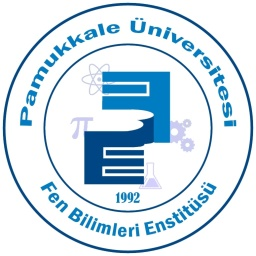 Pamukkale Üniversitesi
1992
Fen Bilimleri Enstitüsü